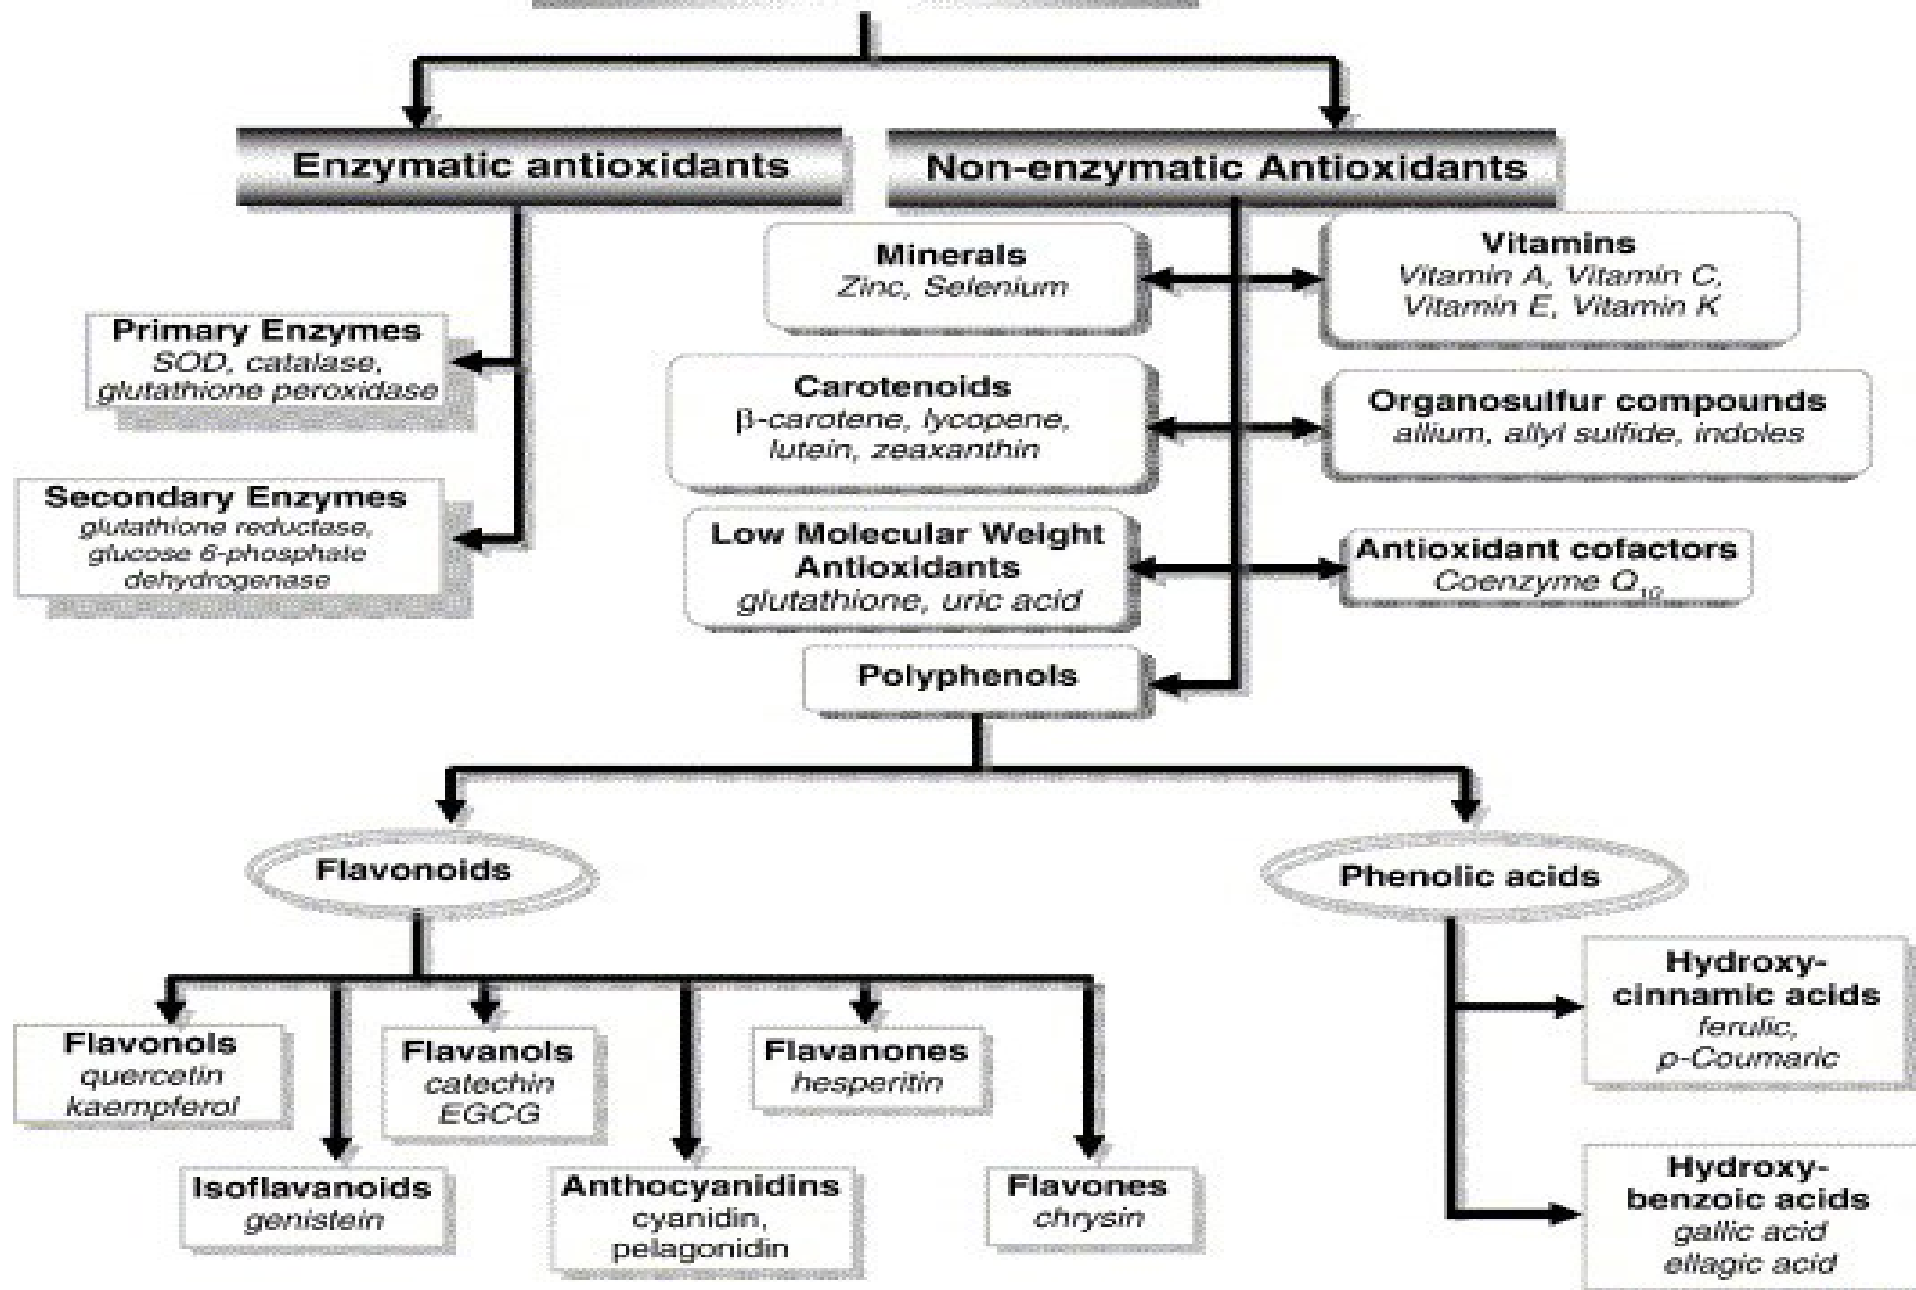 Enzymatic antioxidants
Non-enzymatic Antioxidants
Minerals
Zinc, Selenium
Vitamins
Vitamin A, Vitamin C,
Vitamin E, Vitamin K
Primary Enzymes
SOD, catalase,
glutathione peroxidase
Carotenoids
β-carotene, lycopene,
lutein, zeaxanthin
Organosulfur compounds
allium, allyl sulfide, indoles
Secondary Enzymes
glutathione reductase,
glucose 6-phosphate
dehydrogenase
Low Molecular Weight
Antioxidants
glutathione, uric acid
Antioxidant cofactors
Coenzyme Q₁₀
Polyphenols
Flavonoids
Phenolic acids
Flavonols
quercetin
kaempferol
Flavanols
catechin
EGCG
Flavanones
hesperitin
Isoflavanoids
genistein
Anthocyanidins
cyanidin,
pelagonidin
Flavones
chrysin
Hydroxy-
cinnamic acids
ferulic,
p-Coumaric
Hydroxy-
benzoic acids
gallic acid
ellagic acid